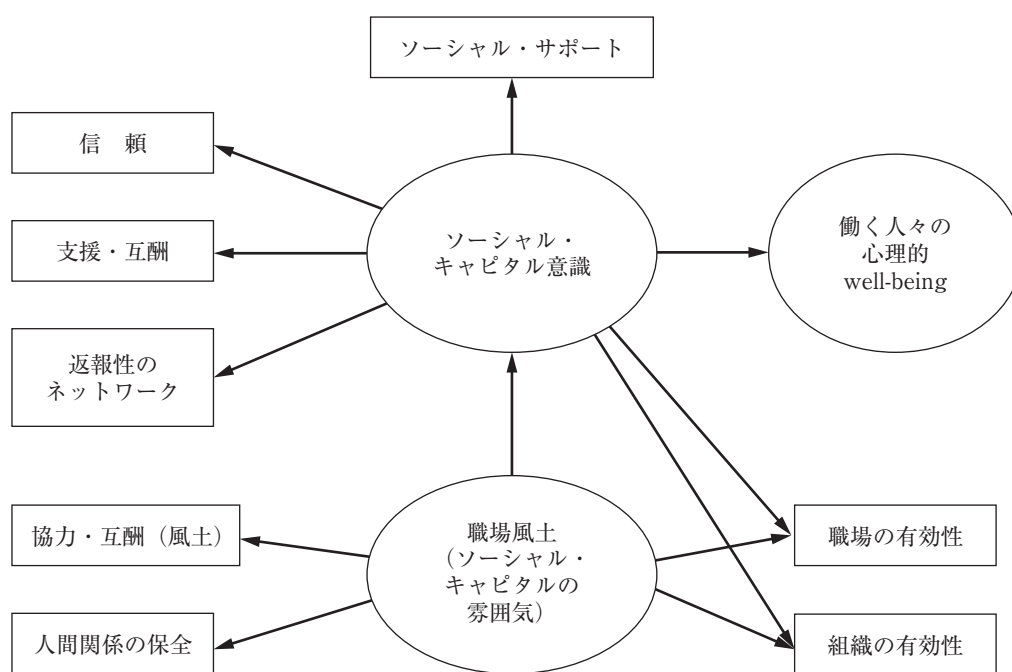 ソーシャル・サポート
信　頼
支援・互酬
返報性の
ネットワーク
ソーシャル・
キャピタル意識
働く人々の
心理的
well-being
協力・互酬（風土）
人間関係の保全
職場風土
（ソーシャル・
キャピタルの
雰囲気）
職場の有効性
組織の有効性